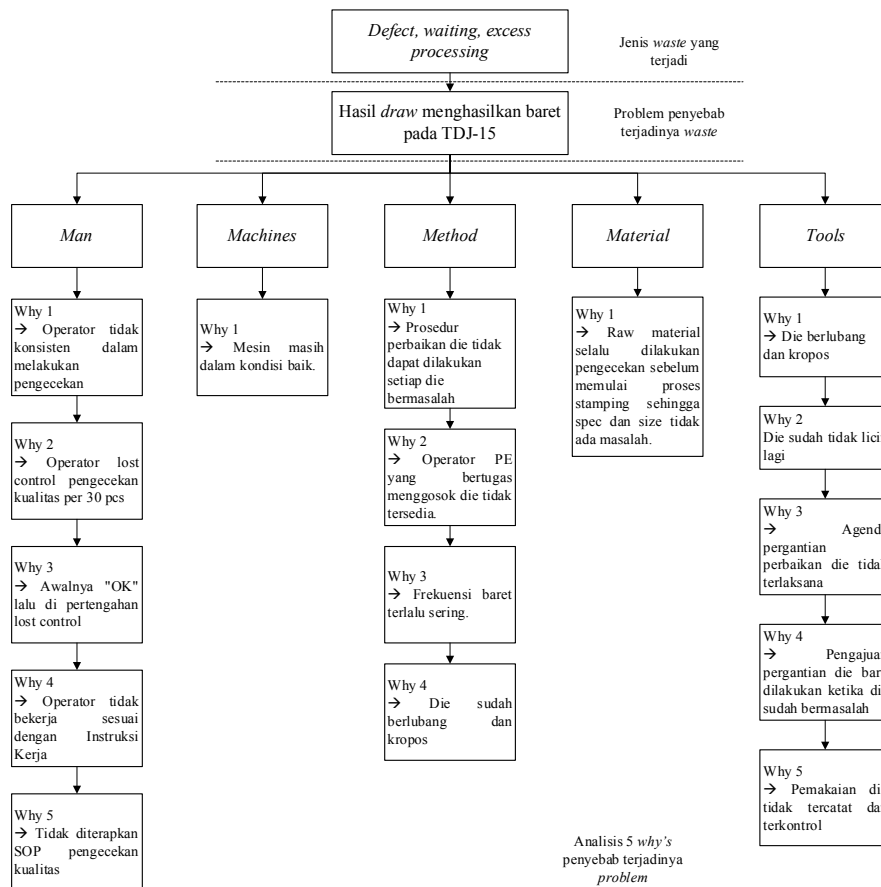 Defect, waiting, excess
processing
Jenis waste yang
terjadi
Hasil draw menghasilkan baret
pada TDJ-15
Problem penyebab
terjadinya waste
Man
Machines
Method
Material
Tools
Why 1
→ Operator tidak
konsisten dalam
melakukan
pengecekan
Why 2
→ Operator lost
control pengecekan
kualitas per 30 pcs
Why 3
→ Awalnya "OK"
lalu di pertengahan
lost control
Why 4
→ Operator tidak
bekerja sesuai
dengan Instruksi
Kerja
Why 5
→ Tidak diterapkan
SOP pengecekan
kualitas
Why 1
→ Mesin masih
dalam kondisi baik.
Why 1
→ Prosedur
perbaikan die tidak
dapat dilakukan
setiap die
bermasalah
Why 2
→ Operator PE
yang bertugas
menggosok die tidak
tersedia.
Why 3
→ Frekuensi baret
terlalu sering.
Why 4
→ Die sudah
berlubang dan
kropos
Why 1
→ Raw material
selalu dilakukan
pengecekan sebelum
memulai proses
stamping sehingga
spec dan size tidak
ada masalah.
Why 1
→ Die berlubang
dan kropos
Why 2
Die sudah tidak
lagi
Why 3
→
pergantian
perbaikan die
terlaksana
Why 4
→
pergantian die
dilakukan ketika
sudah bermasalah
Why 5
→ Pemakaian
tidak tercatat
terkontrol
Analisis 5 why's
penyebab terjadinya
problem